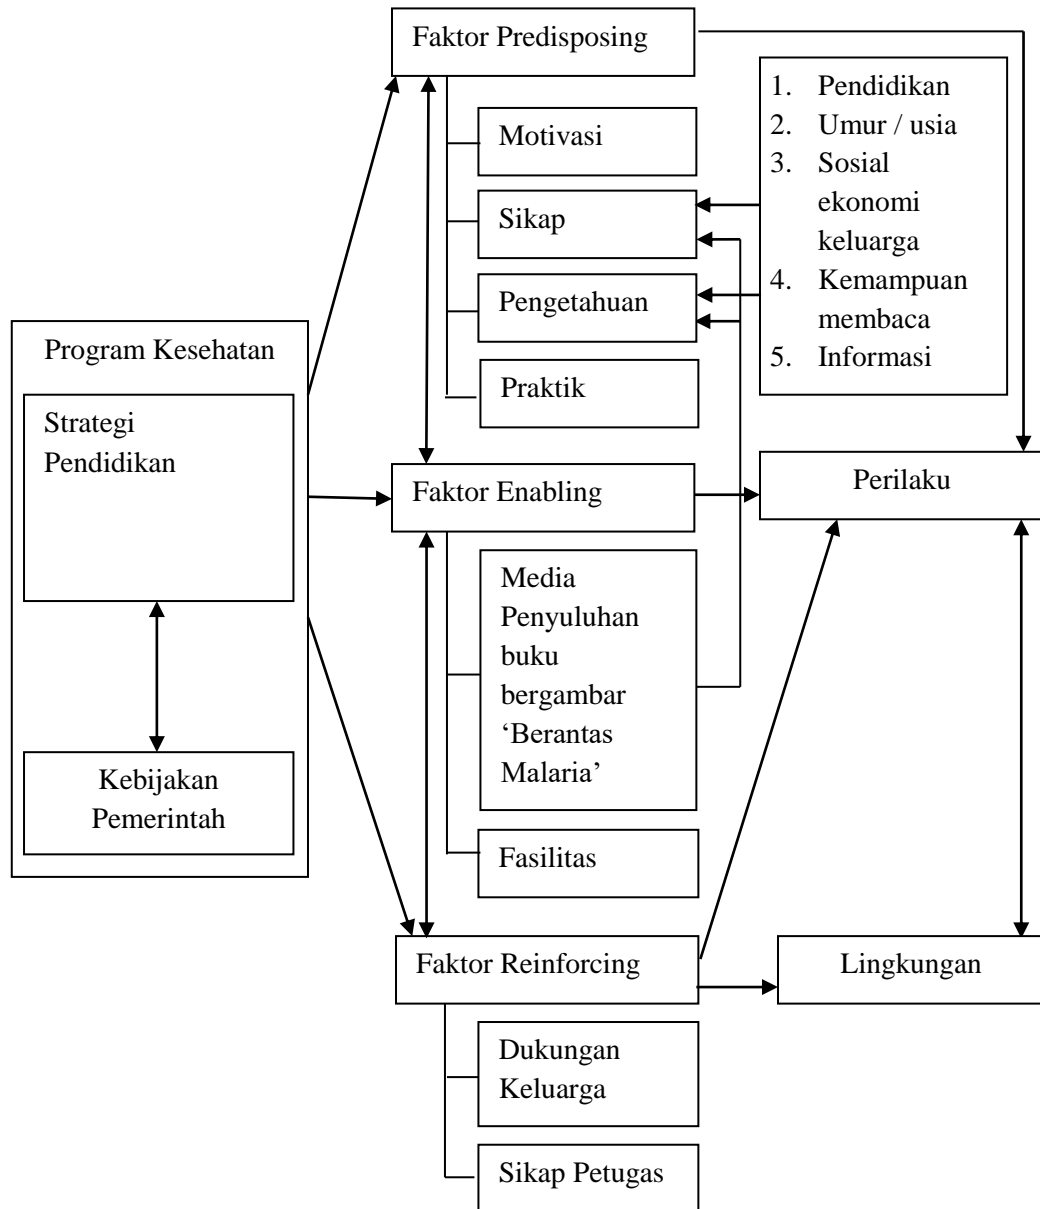 Faktor Predisposing
Motivasi
Sikap
Pengetahuan
Praktik
1. Pendidikan
2. Umur / usia
3. Sosial
ekonomi
keluarga
4. Kemampuan
membaca
5. Informasi
Program Kesehatan
Strategi
Pendidikan
Kebijakan
Pemerintah
Faktor Enabling
Perilaku
Media
Penyuluhan
buku
bergambar
‘Berantas
Malaria’
Fasilitas
Faktor Reinforcing
Lingkungan
Dukungan
Keluarga
Sikap Petugas